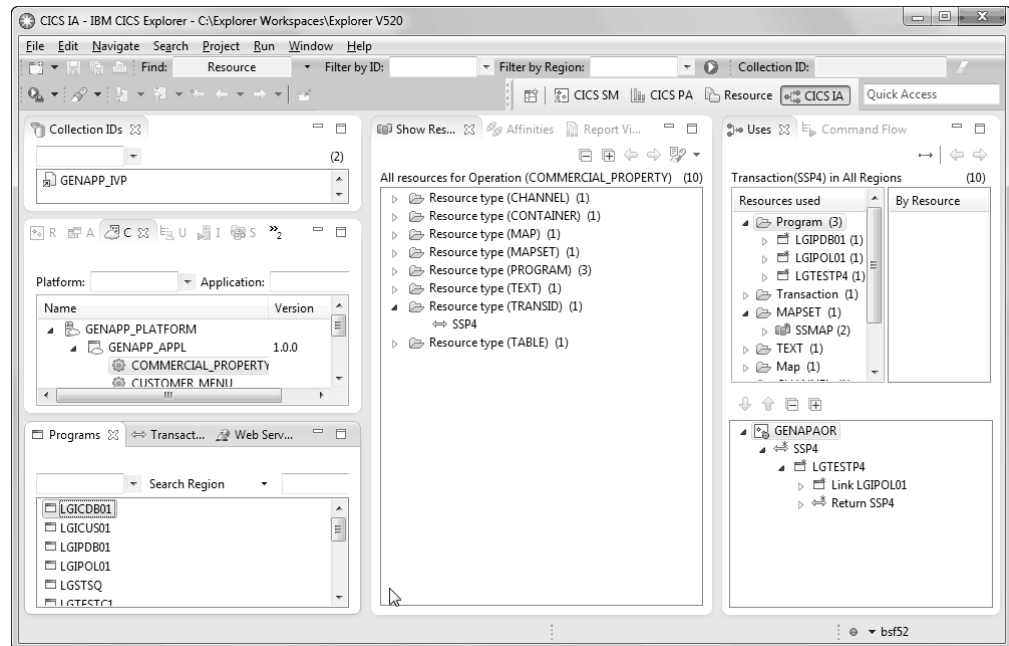 CICS IA - IBM CICS Explorer - C:\Explorer Workspaces\Explorer V520
File Edit Navigate Search Project Run Window Help
Find: Resource Filter by ID: Filter by Region: Collection ID:
CICS SM CICS PA Resource CICS IA Quick Access
Collection IDs
(2)
GENAPP_IVP
R A C U I S »2
Platform: Application:
Name Version
GENAPP_PLATFORM
GENAPP_APPL 1.0.0
COMMERCIAL_PROPERTY
CUSTOMER MENU
Programs Transact... Web Serv...
Search Region
LGICDB01
LGICUS01
LGIPDB01
LGIPOL01
LGSTSQ
LGTESTC1
Show Res... Affinities Report Vi...
All resources for Operation (COMMERCIAL_PROPERTY) (10)
Resource type (CHANNEL) (1)
Resource type (CONTAINER) (1)
Resource type (MAP) (1)
Resource type (MAPSET) (1)
Resource type (PROGRAM) (3)
Resource type (TEXT) (1)
Resource type (TRANSID) (1)
SSP4
Resource type (TABLE) (1)
Uses Command Flow
Transaction(SSP4) in All Regions (10)
Resources used By Resource
Program (3)
LGIPDB01 (1)
LGIPOL01 (1)
LGTESTP4 (1)
Transaction (1)
MAPSET (1)
SSMAP (2)
TEXT (1)
Map (1)
GENAPAOR
SSP4
LGTESTP4
Link LGIPOL01
Return SSP4
bsf52